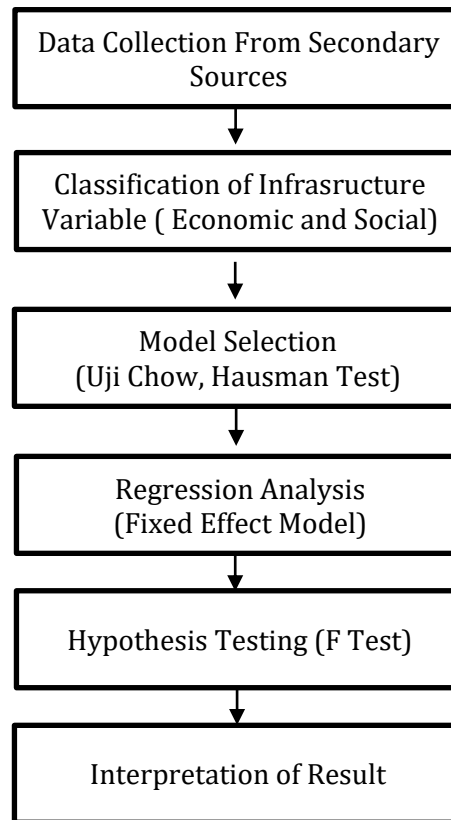 Data Collection From Secondary
Sources
Classification of Infrasructure
Variable ( Economic and Social)
Model Selection
(Uji Chow, Hausman Test)
Regression Analysis
(Fixed Effect Model)
Hypothesis Testing (F Test)
Interpretation of Result